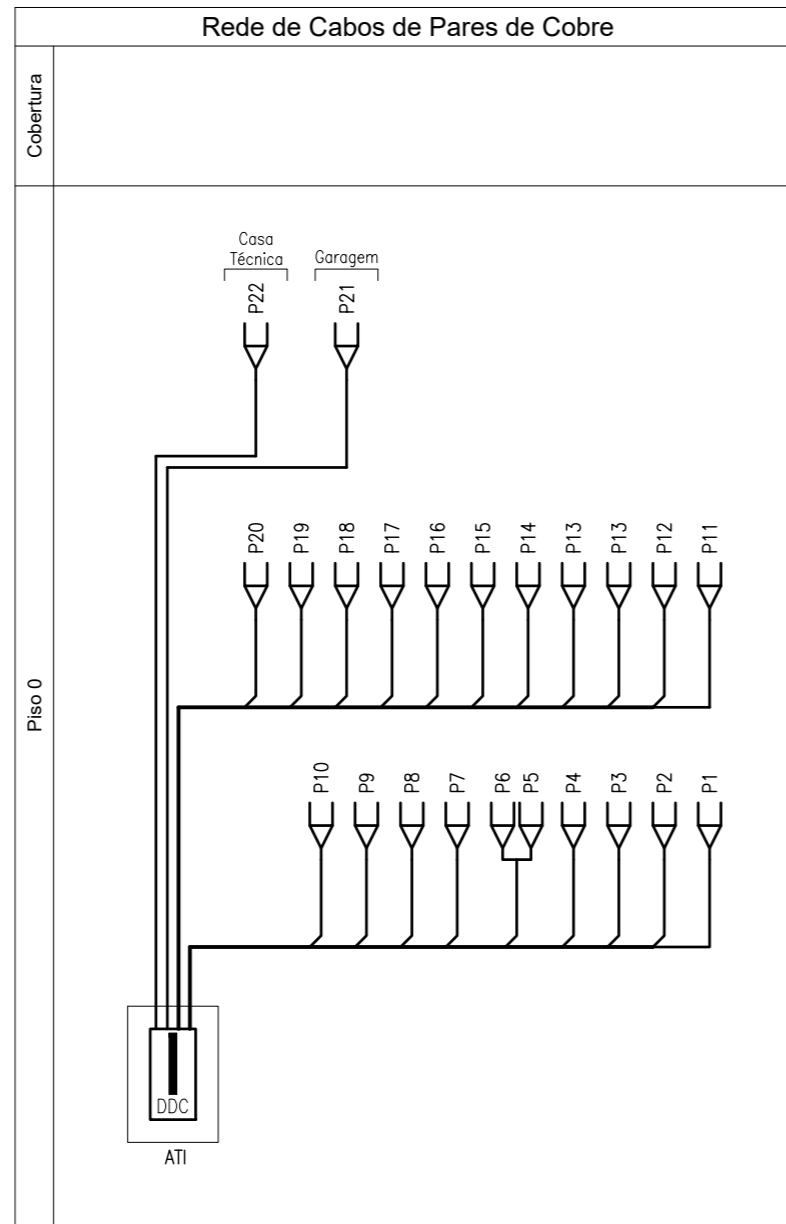 Rede de Cabos de Pares de Cobre
Cobertura
Casa
Técnica
Garagem
P22
P21
P20
P19
P18
P17
P16
P15
P14
P13
P13
P12
P11
Piso 0
P10
P9
P8
P7
P6
P5
P4
P3
P2
P1
DDC
ATI